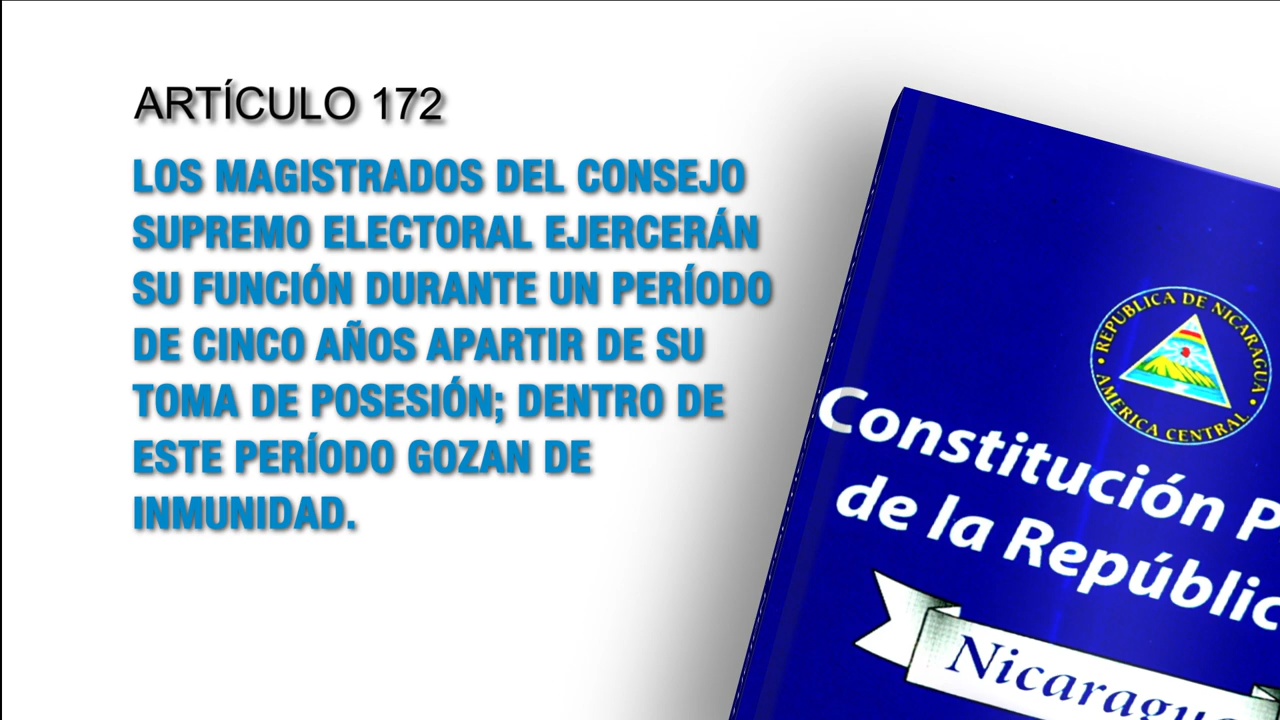 ARTÍCULO 172
LOS MAGISTRADOS DEL CONSEJO
SUPREMO ELECTORAL EJERCERÁN
SU FUNCIÓN DURANTE UN PERÍODO
DE CINCO AÑOS APARTIR DE SU
TOMA DE POSESIÓN; DENTRO DE
ESTE PERÍODO GOZAN DE
INMUNIDAD.
REPUBLICA DE NICARAGUA
AMERICA CENTRAL
Constitución P
de la Repúblic
Nicaragu